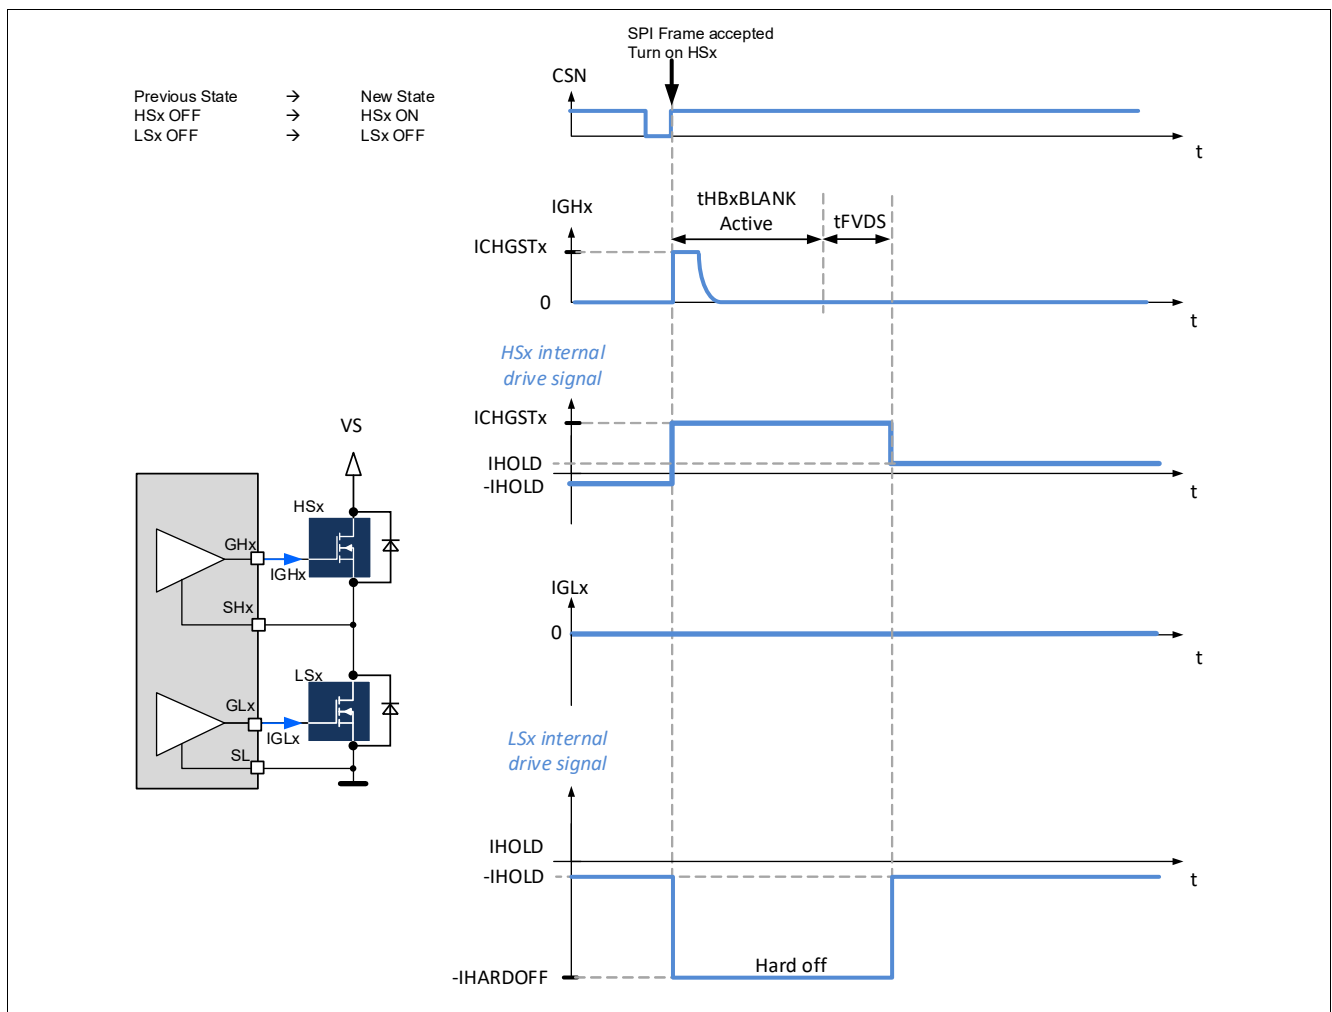 SPI Frame accepted
Turn on HSx
CSN
Previous State → New State
HSx OFF → HSx ON
LSx OFF → LSx OFF
t
tHBxBLANK
Active
tFVDS
IGHx
ICHGSTx
0
t
HSx internal
drive signal
ICHGSTx
IHOLD
-IHOLD
t
VS
HSx
GHx
IGHx
SHx
LSx
GLx
IGLx
SL
IGLx
0
t
LSx internal
drive signal
IHOLD
-IHOLD
t
Hard off
-IHARDOFF